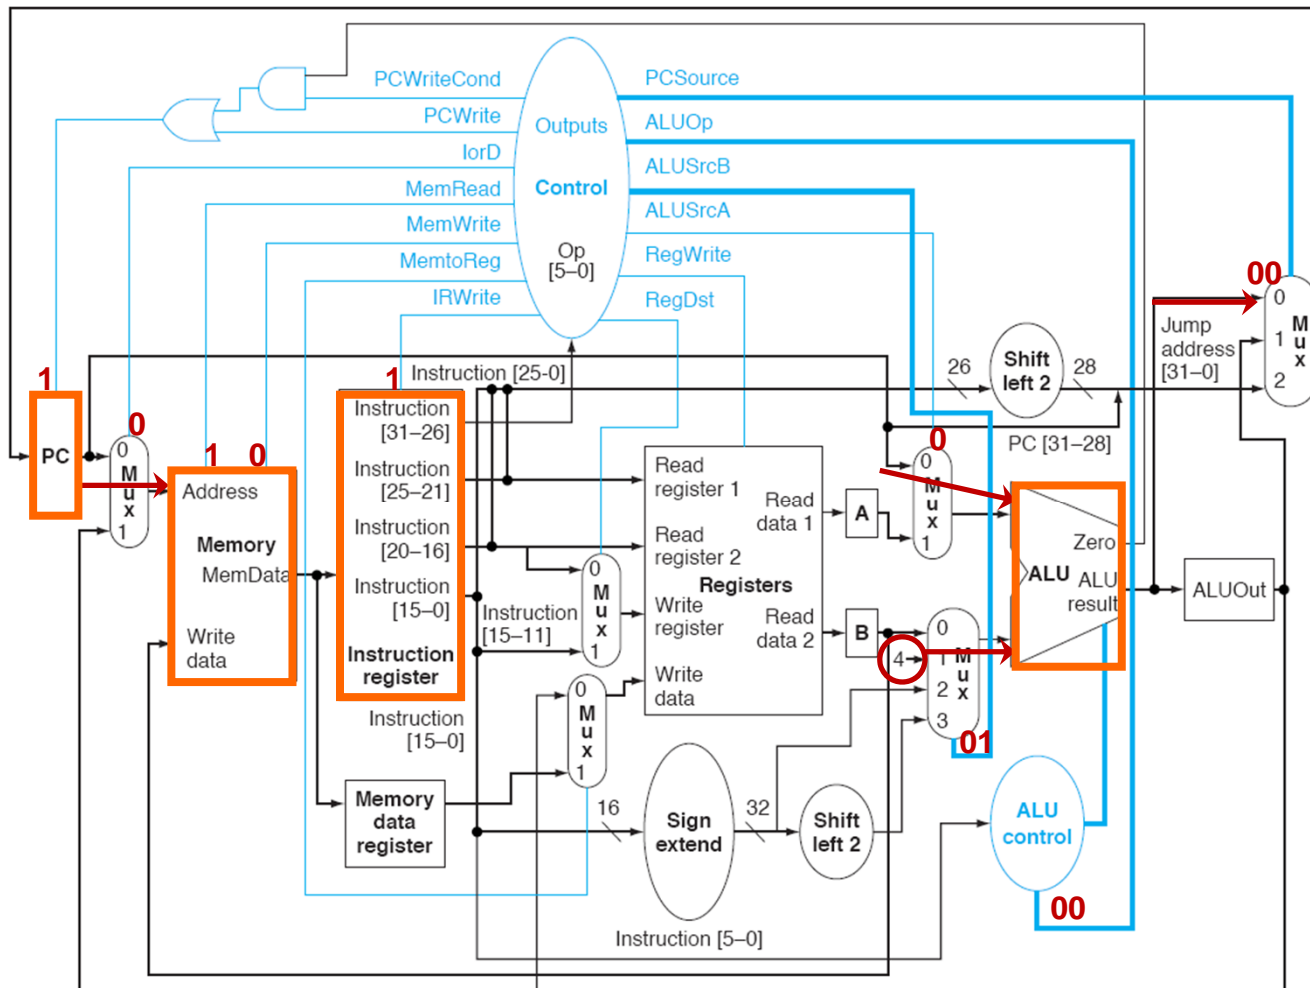 PCWriteCond
PCSource
PCWrite
Outputs
ALUOp
IorD
ALUSrcB
MemRead
Control
ALUSrcA
MemWrite
Op
[5–0]
RegWrite
MemtoReg
IRWrite
RegDst
00
0
1
2
M
u
x
Jump
address
[31–0]
26
Shift
left 2
28
PC [31–28]
1
PC
0
0
M
u
x
1
1
0
Address
Memory
MemData
Write
data
1
Instruction [25-0]
Instruction
[31–26]
Instruction
[25–21]
Instruction
[20–16]
Instruction
[15–0]
Instruction
register
Instruction
[15–11]
Instruction
[15–0]
0
M
u
x
1
0
M
u
x
1
Read
register 1
Read
register 2
Registers
Write
register
Write
data
Read
data 1
Read
data 2
A
B
4
0
0
M
u
x
1
0
1
2
3
M
u
x
01
Zero
ALU
ALU
result
ALUOut
Memory
data
register
16
Sign
extend
32
Shift
left 2
ALU
control
00
Instruction [5–0]